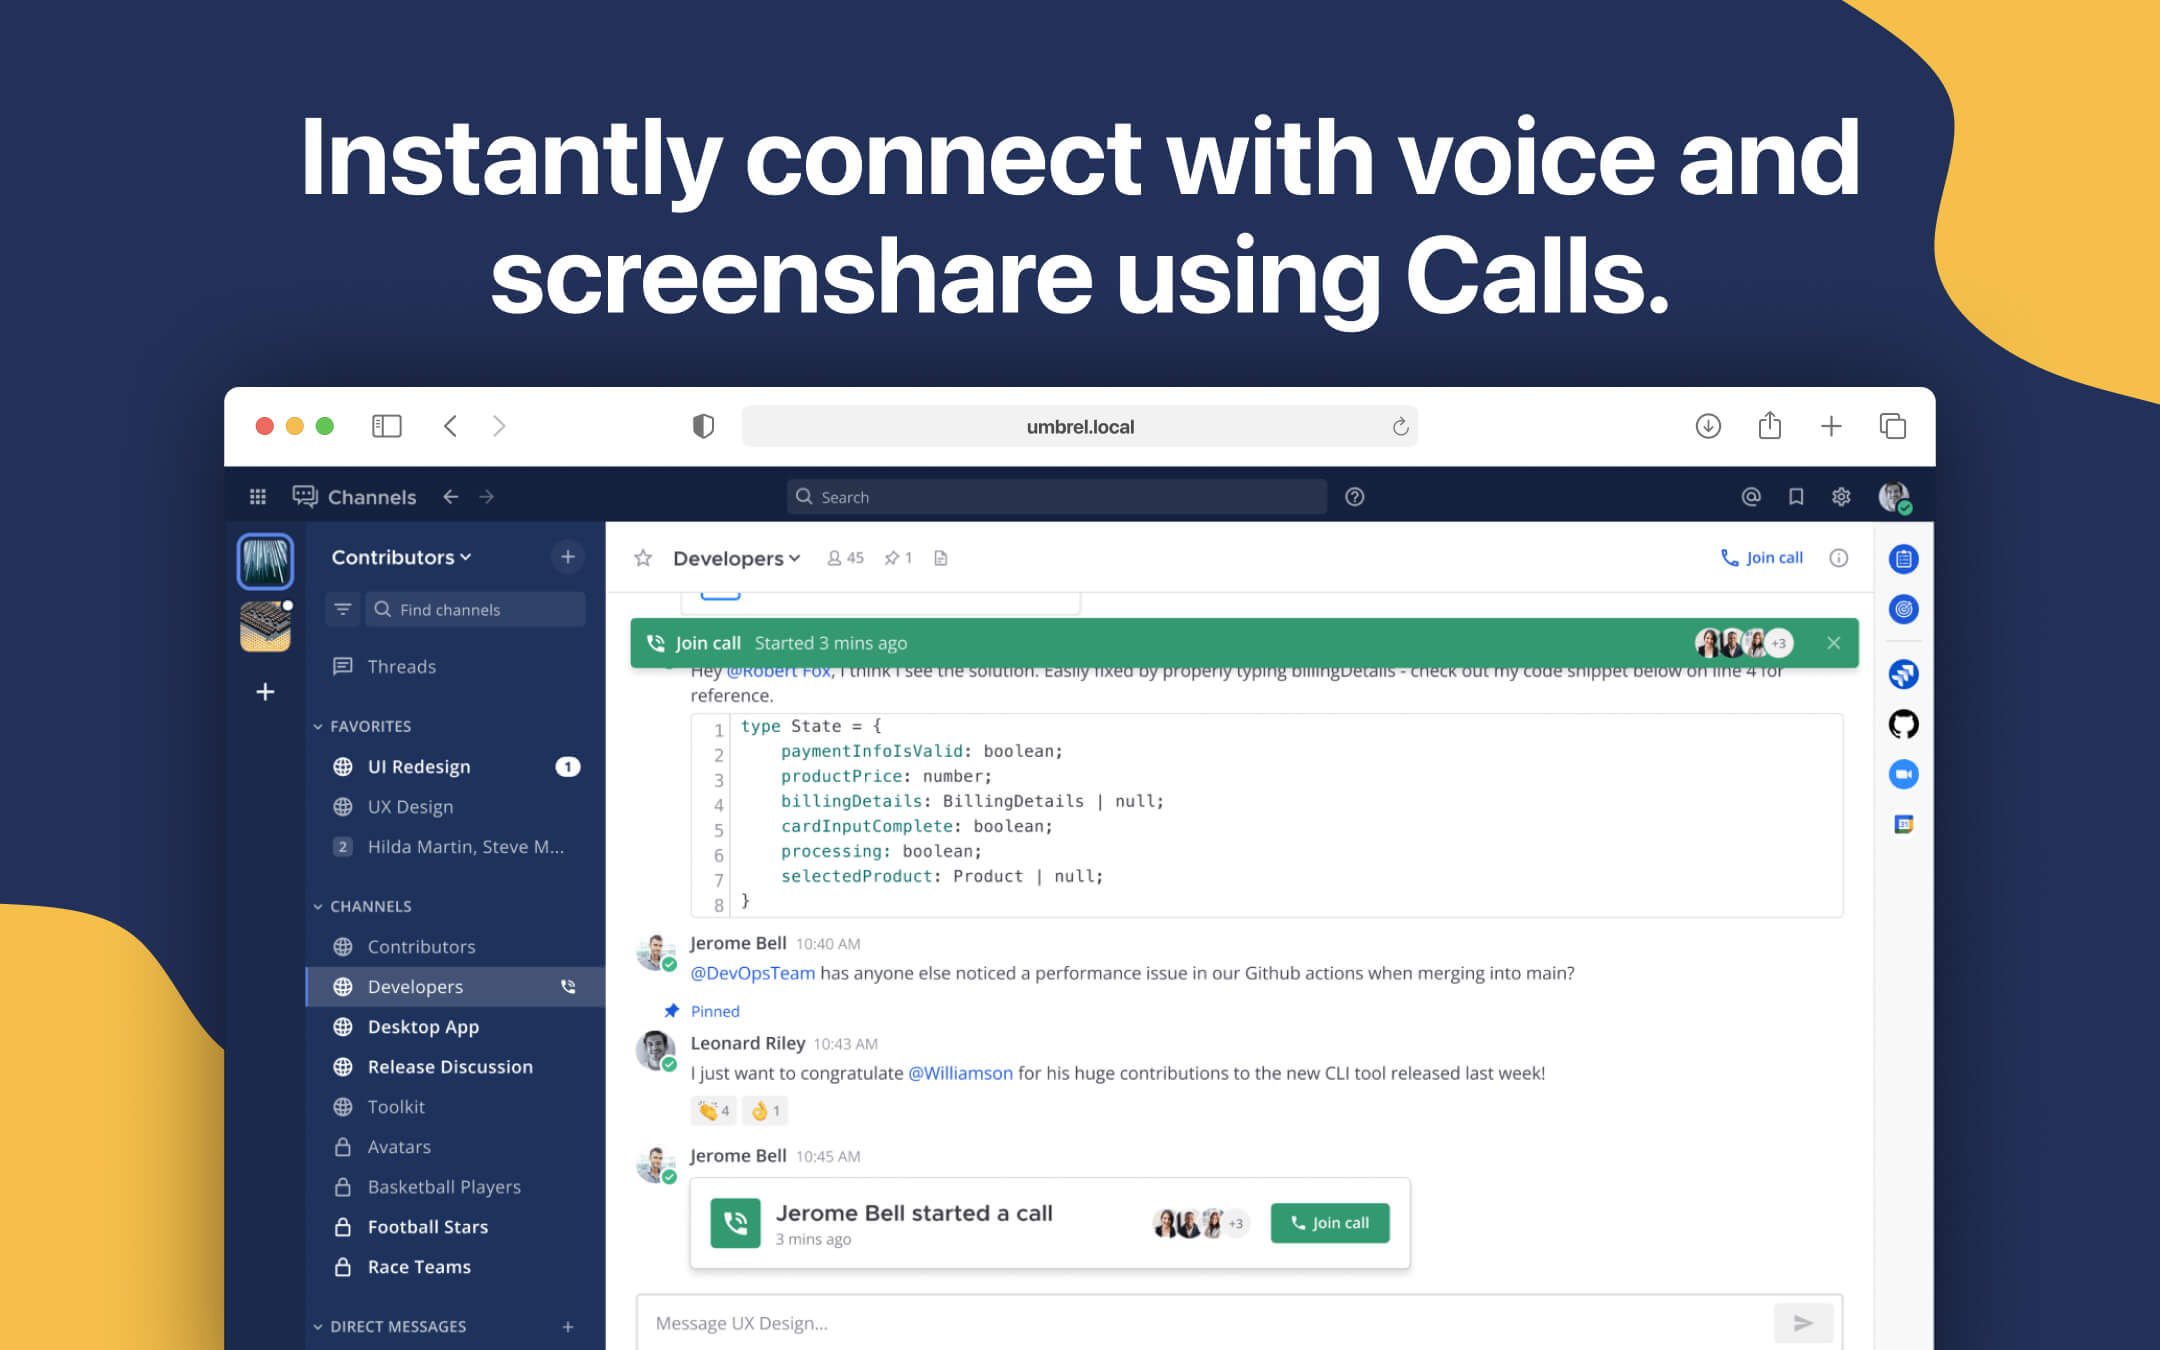 Instantly connect with voice and
screenshare using Calls.
umbrel.local
Channels
Search
Contributors
Find channels
Threads
FAVORITES
UI Redesign 1
UX Design
2 Hilda Martin, Steve M...
CHANNELS
Contributors
Developers
Desktop App
Release Discussion
Toolkit
Avatars
Basketball Players
Football Stars
Race Teams
DIRECT MESSAGES
Developers 45 1
Join call
Join call Started 3 mins ago +3
Hey @Robert Fox, I think I see the solution. Easily fixed by properly typing billingDetails - check out my code snippet below on line 4 for
reference.
1 type State = {
2 paymentInfoIsValid: boolean;
3 productPrice: number;
4 billingDetails: BillingDetails | null;
5 cardInputComplete: boolean;
6 processing: boolean;
7 selectedProduct: Product | null;
8 }
Jerome Bell 10:40 AM
@DevOpsTeam has anyone else noticed a performance issue in our Github actions when merging into main?
Pinned
Leonard Riley 10:43 AM
I just want to congratulate @Williamson for his huge contributions to the new CLI tool released last week!
4 1
Jerome Bell 10:45 AM
Jerome Bell started a call
3 mins ago
+3
Join call
Message UX Design...
31